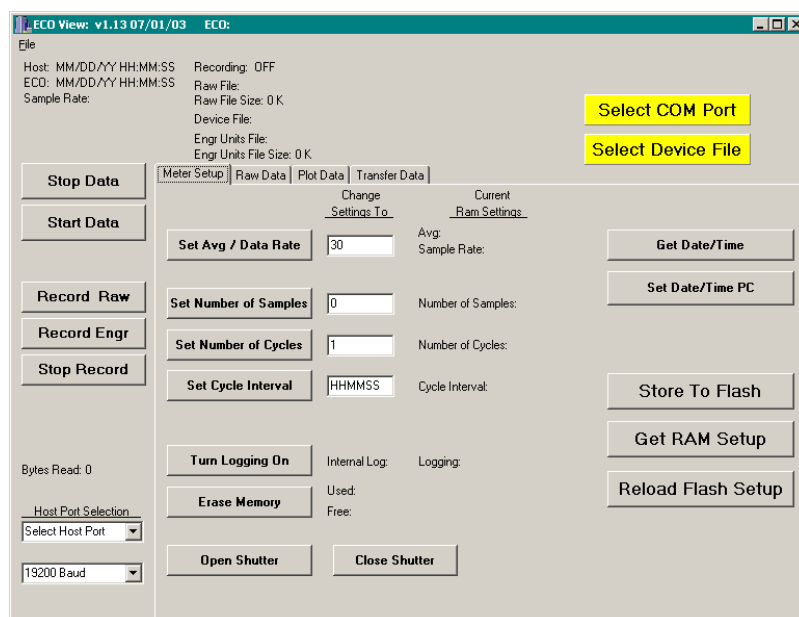 ECO View: v1.13 07/01/03 ECO:
File
Host: MM/DD/YY HH:MM:SS
ECO: MM/DD/YY HH:MM:SS
Sample Rate:
Recording: OFF
Raw File:
Raw File Size: 0 K
Device File:
Engr Units File:
Engr Units File Size: 0 K
Select COM Port
Select Device File
Stop Data
Start Data
Record Raw
Record Engr
Stop Record
Bytes Read: 0
Host Port Selection
Select Host Port
19200 Baud
Meter Setup Raw Data Plot Data Transfer Data
Change
Settings To
Current
Ram Settings
Set Avg / Data Rate 30 Avg:
Sample Rate:
Set Number of Samples 0 Number of Samples:
Set Number of Cycles 1 Number of Cycles:
Set Cycle Interval HHMMSS Cycle Interval:
Turn Logging On Internal Log: Logging:
Erase Memory Used:
Free:
Open Shutter Close Shutter
Get Date/Time
Set Date/Time PC
Store To Flash
Get RAM Setup
Reload Flash Setup